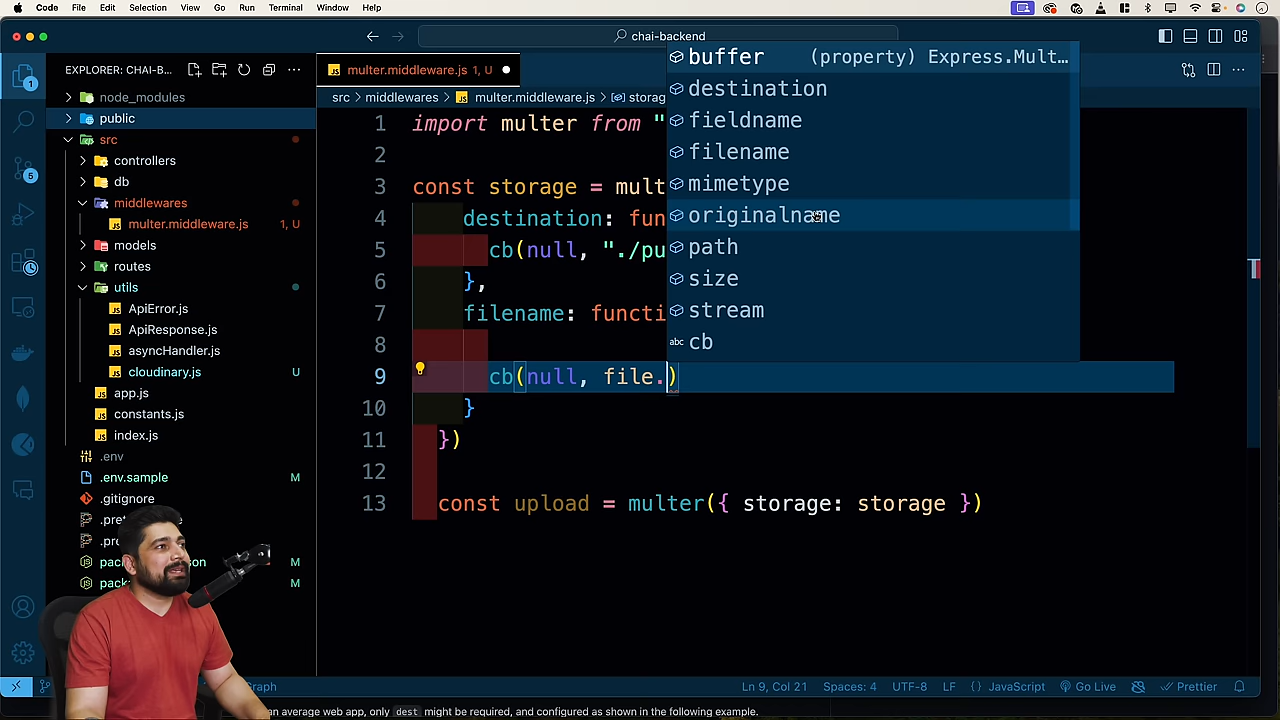 Code File Edit Selection View Go Run Terminal Window Help
chai-backend
EXPLORER: CHAI-B...
multer.middleware.js 1, U
src > middlewares > multer.middleware.js > storag
node_modules
public
src
controllers
db
middlewares
multer.middleware.js 1, U
models
routes
utils
ApiError.js
ApiResponse.js
asyncHandler.js
cloudinary.js U
app.js
constants.js
index.js
.env
.env.sample M
.gitignore
M
M
1 import multer from "
2
3 const storage = mult
4 destination: fun
5 cb(null, "./pu
6 },
7 filename: functi
8
9 cb(null, file.)
10 }
11 })
12
13 const upload = multer({ storage: storage })
buffer (property) Express.Mult...
destination
fieldname
filename
mimetype
originalname
path
size
stream
abc cb
1
5
Graph
Ln 9, Col 21 Spaces: 4 UTF-8 LF {} JavaScript Go Live Prettier
an average web app, only dest might be required, and configured as shown in the following example.